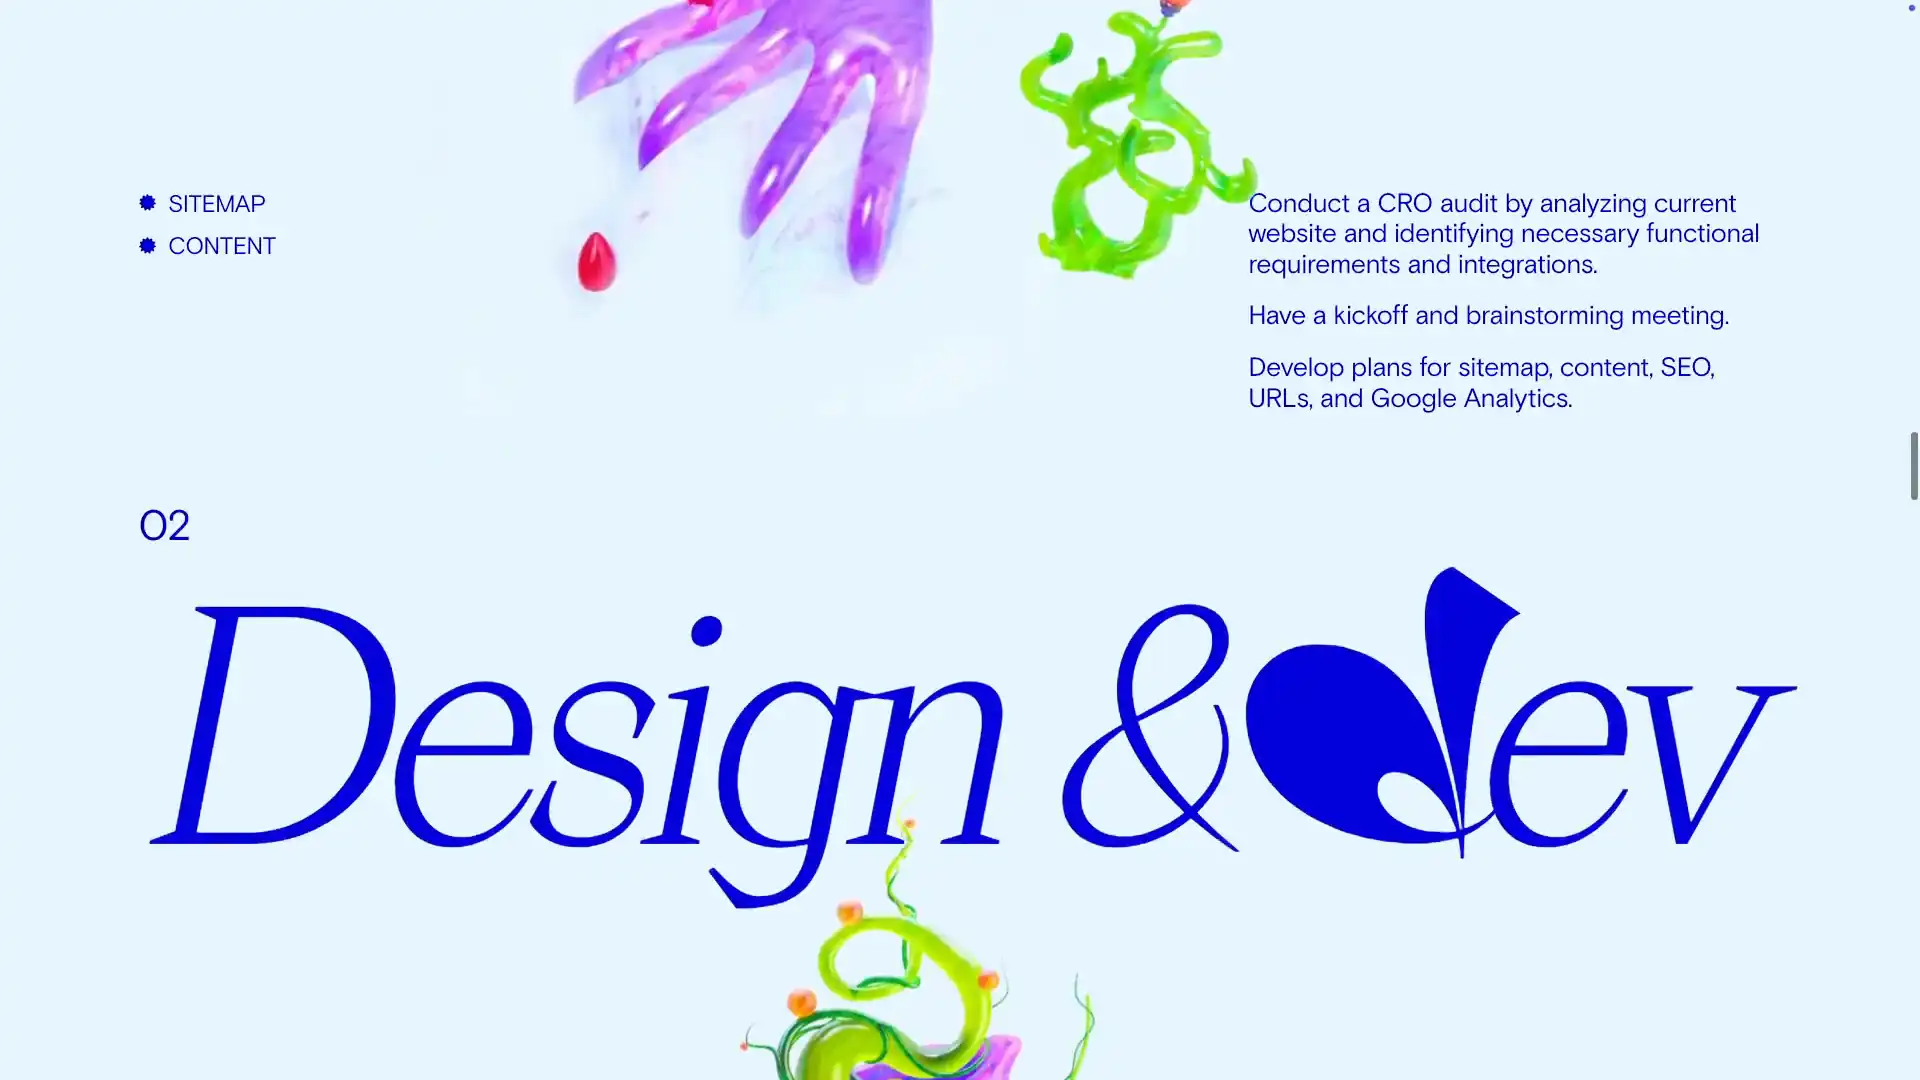 SITEMAP
CONTENT
Conduct a CRO audit by analyzing current
website and identifying necessary functional
requirements and integrations.
Have a kickoff and brainstorming meeting.
Develop plans for sitemap, content, SEO,
URLs, and Google Analytics.
02
Design & dev